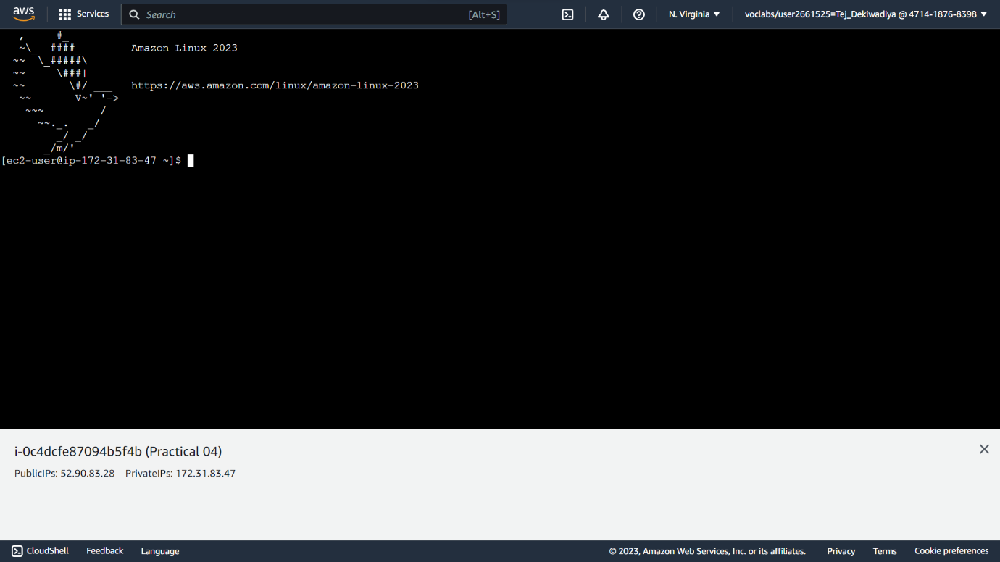 aws Services Search [Alt+S] N. Virginia voclabs/user2661525=Tej_Dekiwadiya @ 4714-1876-8398
   ,     #_
   ~\_  ####_        Amazon Linux 2023
  ~~  \_#####\
  ~~     \###|
  ~~       \#/ ___   https://aws.amazon.com/linux/amazon-linux-2023
   ~~       V~' '->
    ~~~         /
      ~~._.   _/
         _/ _/
       _/m/'
[ec2-user@ip-172-31-83-47 ~]$
i-0c4dcfe87094b5f4b (Practical 04)
PublicIPs: 52.90.83.28 PrivateIPs: 172.31.83.47
CloudShell Feedback Language © 2023, Amazon Web Services, Inc. or its affiliates. Privacy Terms Cookie preferences